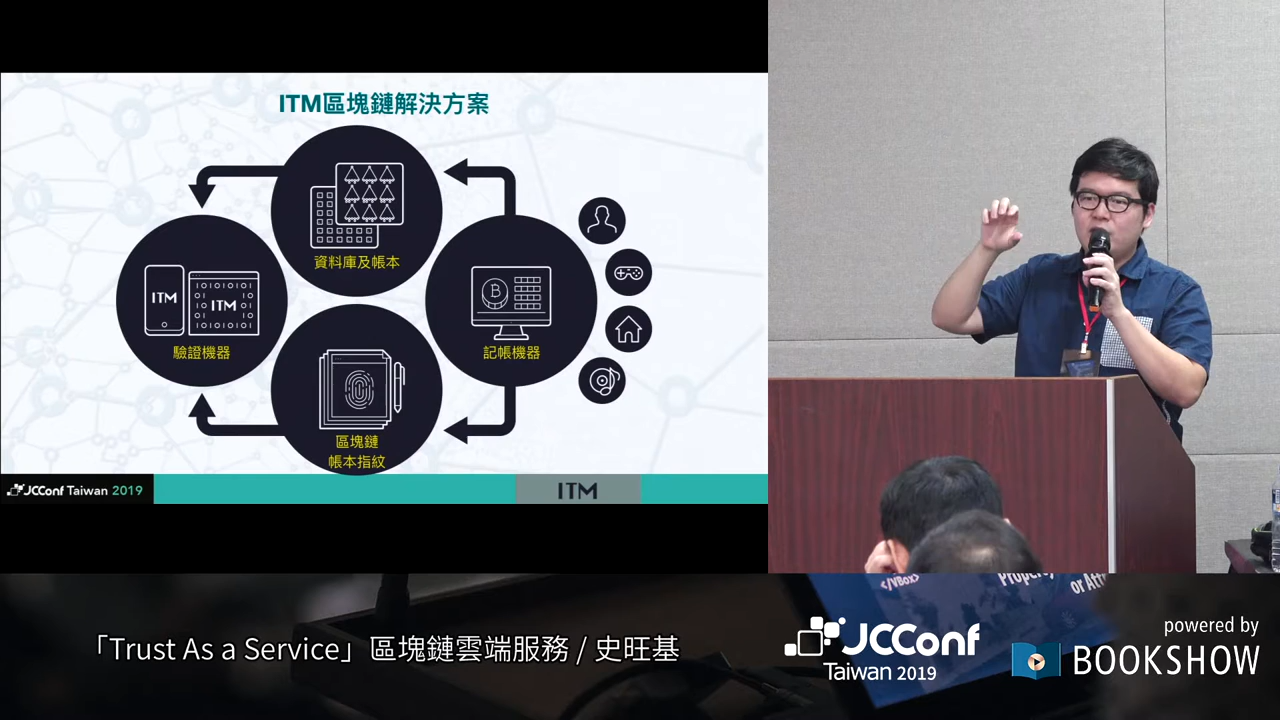 ITM區塊鏈解決方案
資料庫及帳本
ITM
ITM
驗證機器
記帳機器
區塊鏈
帳本指紋
JCConf Taiwan 2019
ITM
</VBox>
or
「Trust As a Service」區塊鏈雲端服務 / 史旺基
JCConf
Taiwan 2019
powered by
BOOKSHOW